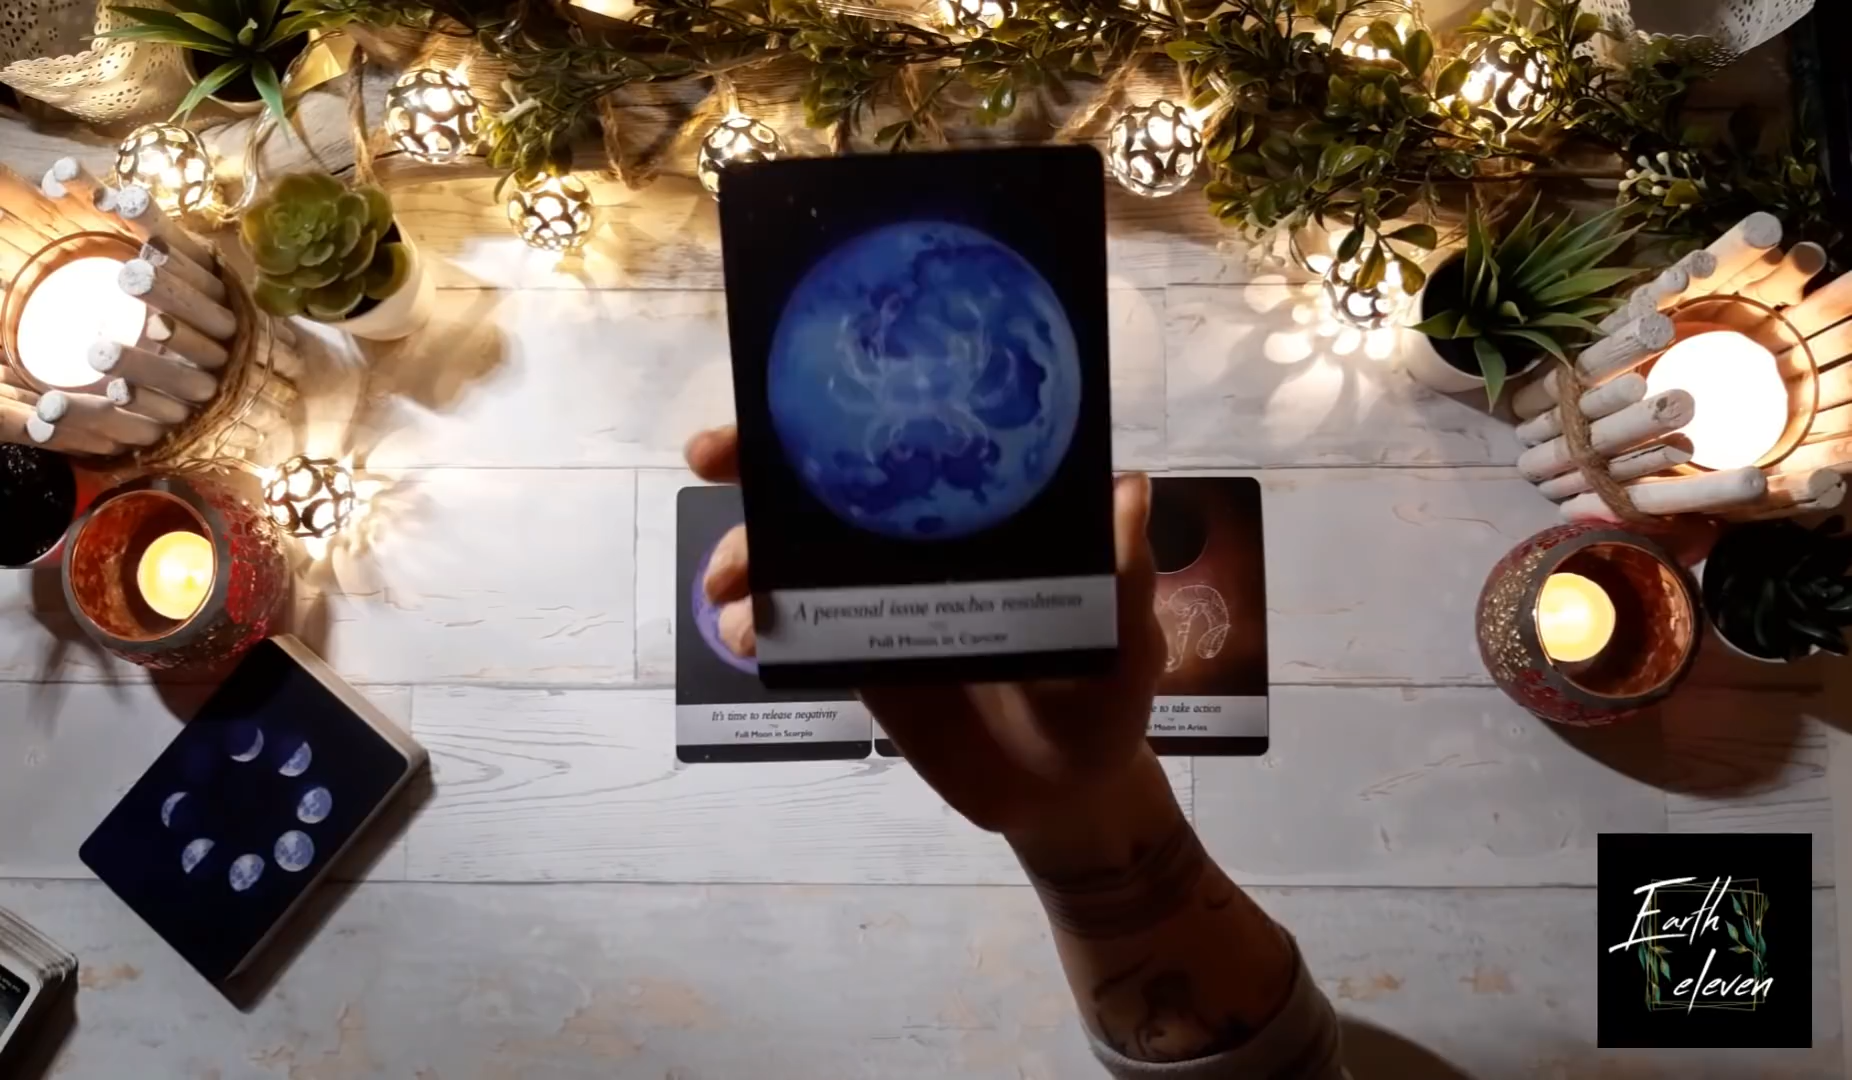 A personal issue reaches resolution
Full Moon in Cancer
It's time to release negativity
Full Moon in Scorpio
e to take action
Moon in Aries
Earth
eleven